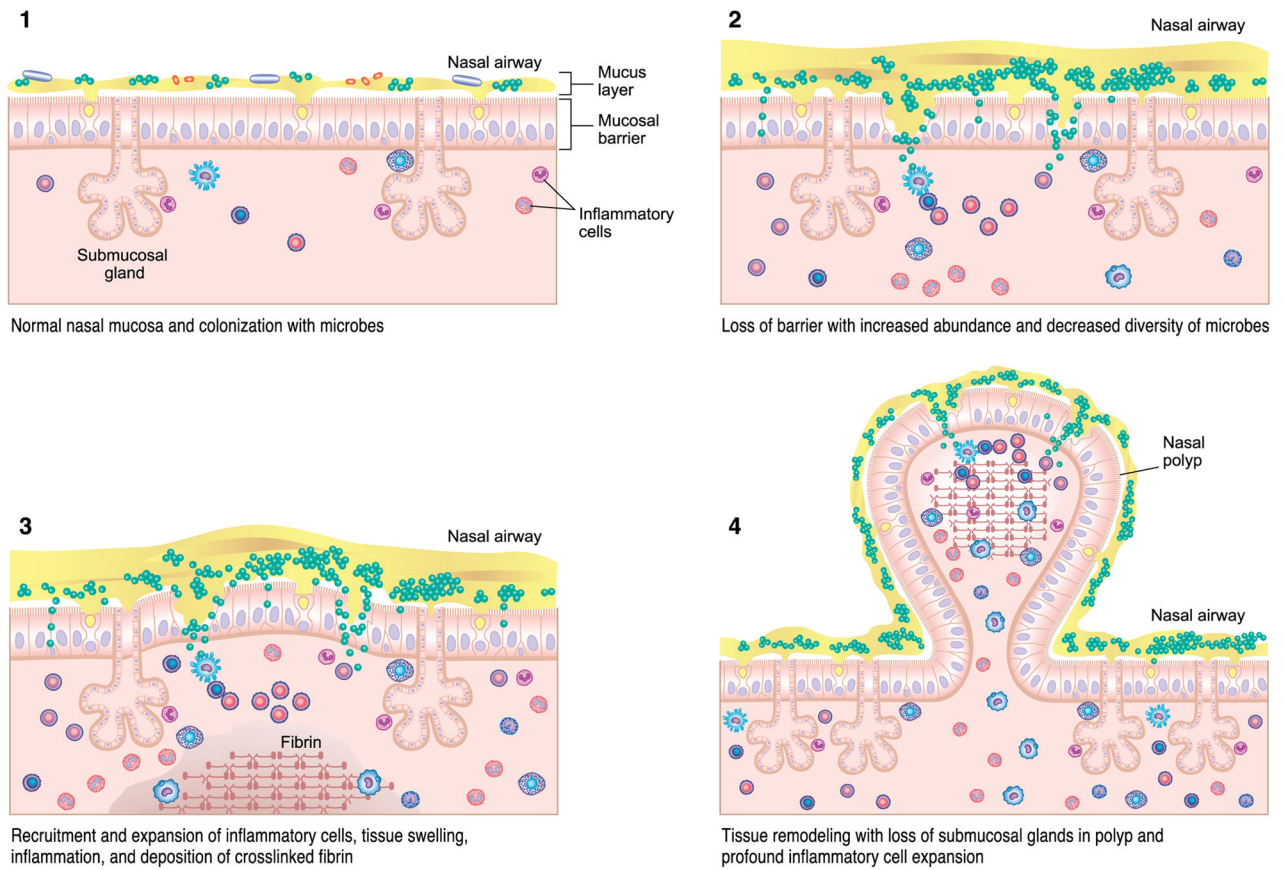 1
Nasal airway
Mucus
layer
Mucosal
barrier
Inflammatory
cells
Submucosal
gland
Normal nasal mucosa and colonization with microbes
2
Nasal airway
Loss of barrier with increased abundance and decreased diversity of microbes
3
Nasal airway
Fibrin
Recruitment and expansion of inflammatory cells, tissue swelling,
inflammation, and deposition of crosslinked fibrin
4
Nasal
polyp
Nasal airway
Tissue remodeling with loss of submucosal glands in polyp and
profound inflammatory cell expansion